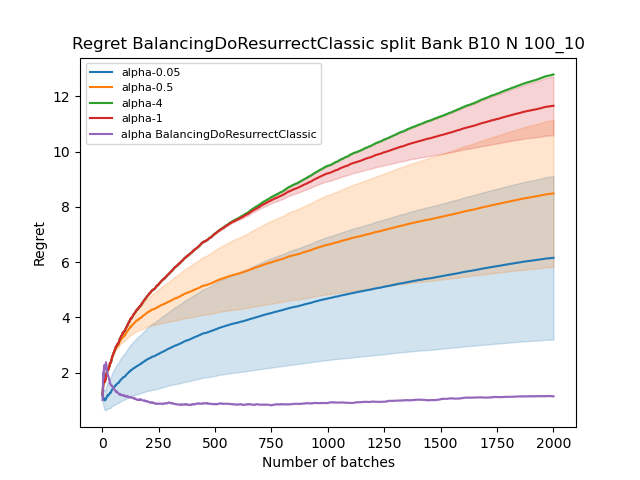 Regret BalancingDoResurrectClassic split Bank B10 N 100_10
alpha-0.05
alpha-0.5
alpha-4
alpha-1
alpha BalancingDoResurrectClassic
Regret
12
10
8
6
4
2
0 250 500 750 1000 1250 1500 1750 2000
Number of batches